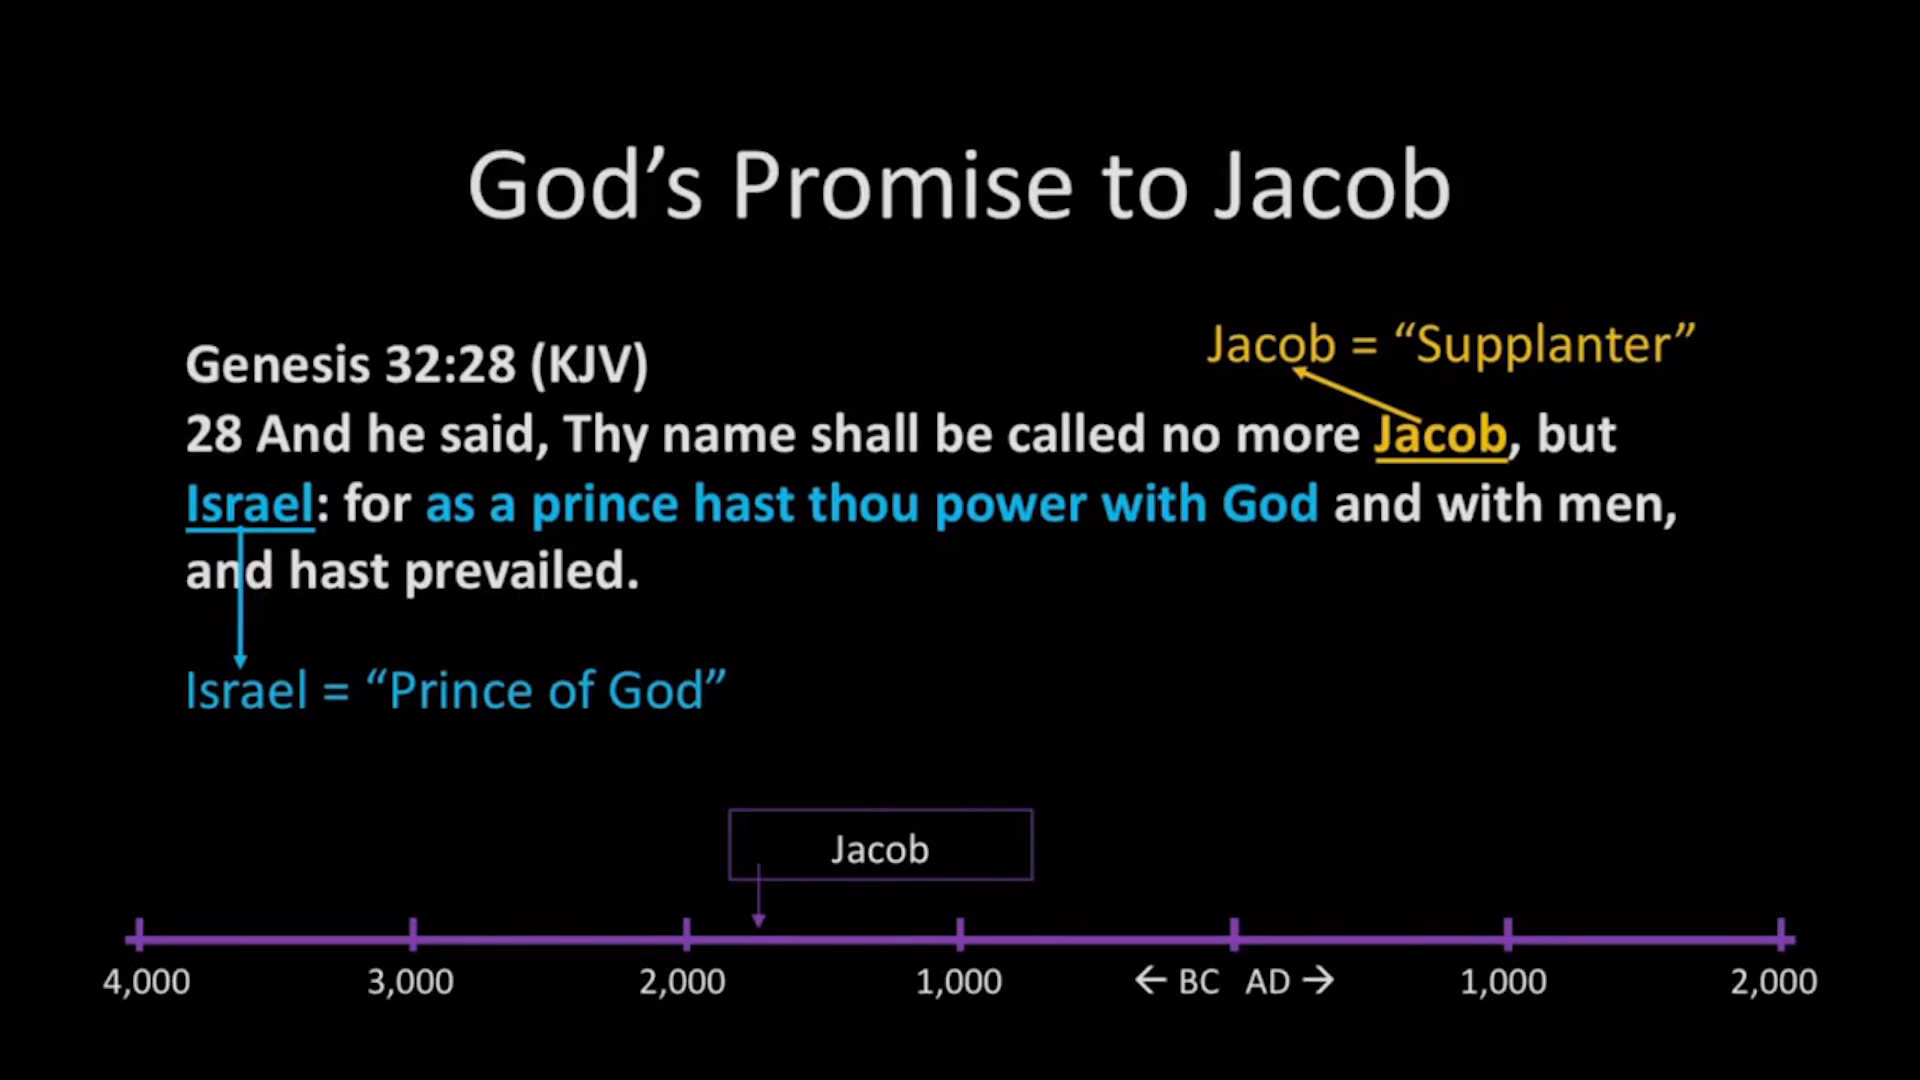 God’s Promise to Jacob
Jacob = “Supplanter”
Genesis 32:28 (KJV)
28 And he said, Thy name shall be called no more Jacob, but
Israel: for as a prince hast thou power with God and with men,
and hast prevailed.
Israel = “Prince of God”
Jacob
4,000 3,000 2,000 1,000 ← BC AD → 1,000 2,000